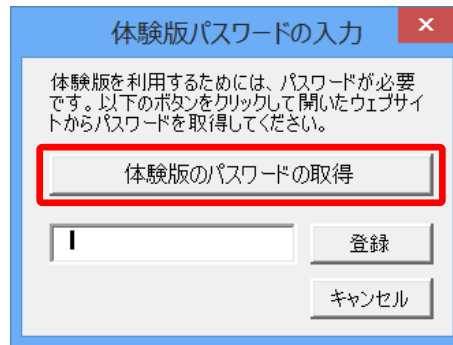 体験版パスワードの入力
体験版を利用するためには、パスワードが必要
です。以下のボタンをクリックして開いたウェブサイ
トからパスワードを取得してください。
体験版のパスワードの取得
登録
キャンセル